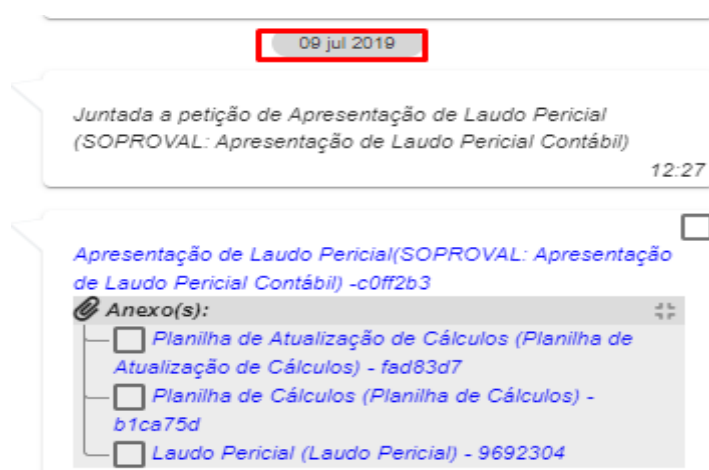 09 jul 2019
Juntada a petição de Apresentação de Laudo Pericial
(SOPROVAL: Apresentação de Laudo Pericial Contábil)
12:27
Apresentação de Laudo Pericial(SOPROVAL: Apresentação
de Laudo Pericial Contábil) -c0ff2b3
Anexo(s):
Planilha de Atualização de Cálculos (Planilha de
Atualização de Cálculos) - fad83d7
Planilha de Cálculos (Planilha de Cálculos) -
b1ca75d
Laudo Pericial (Laudo Pericial) - 9692304